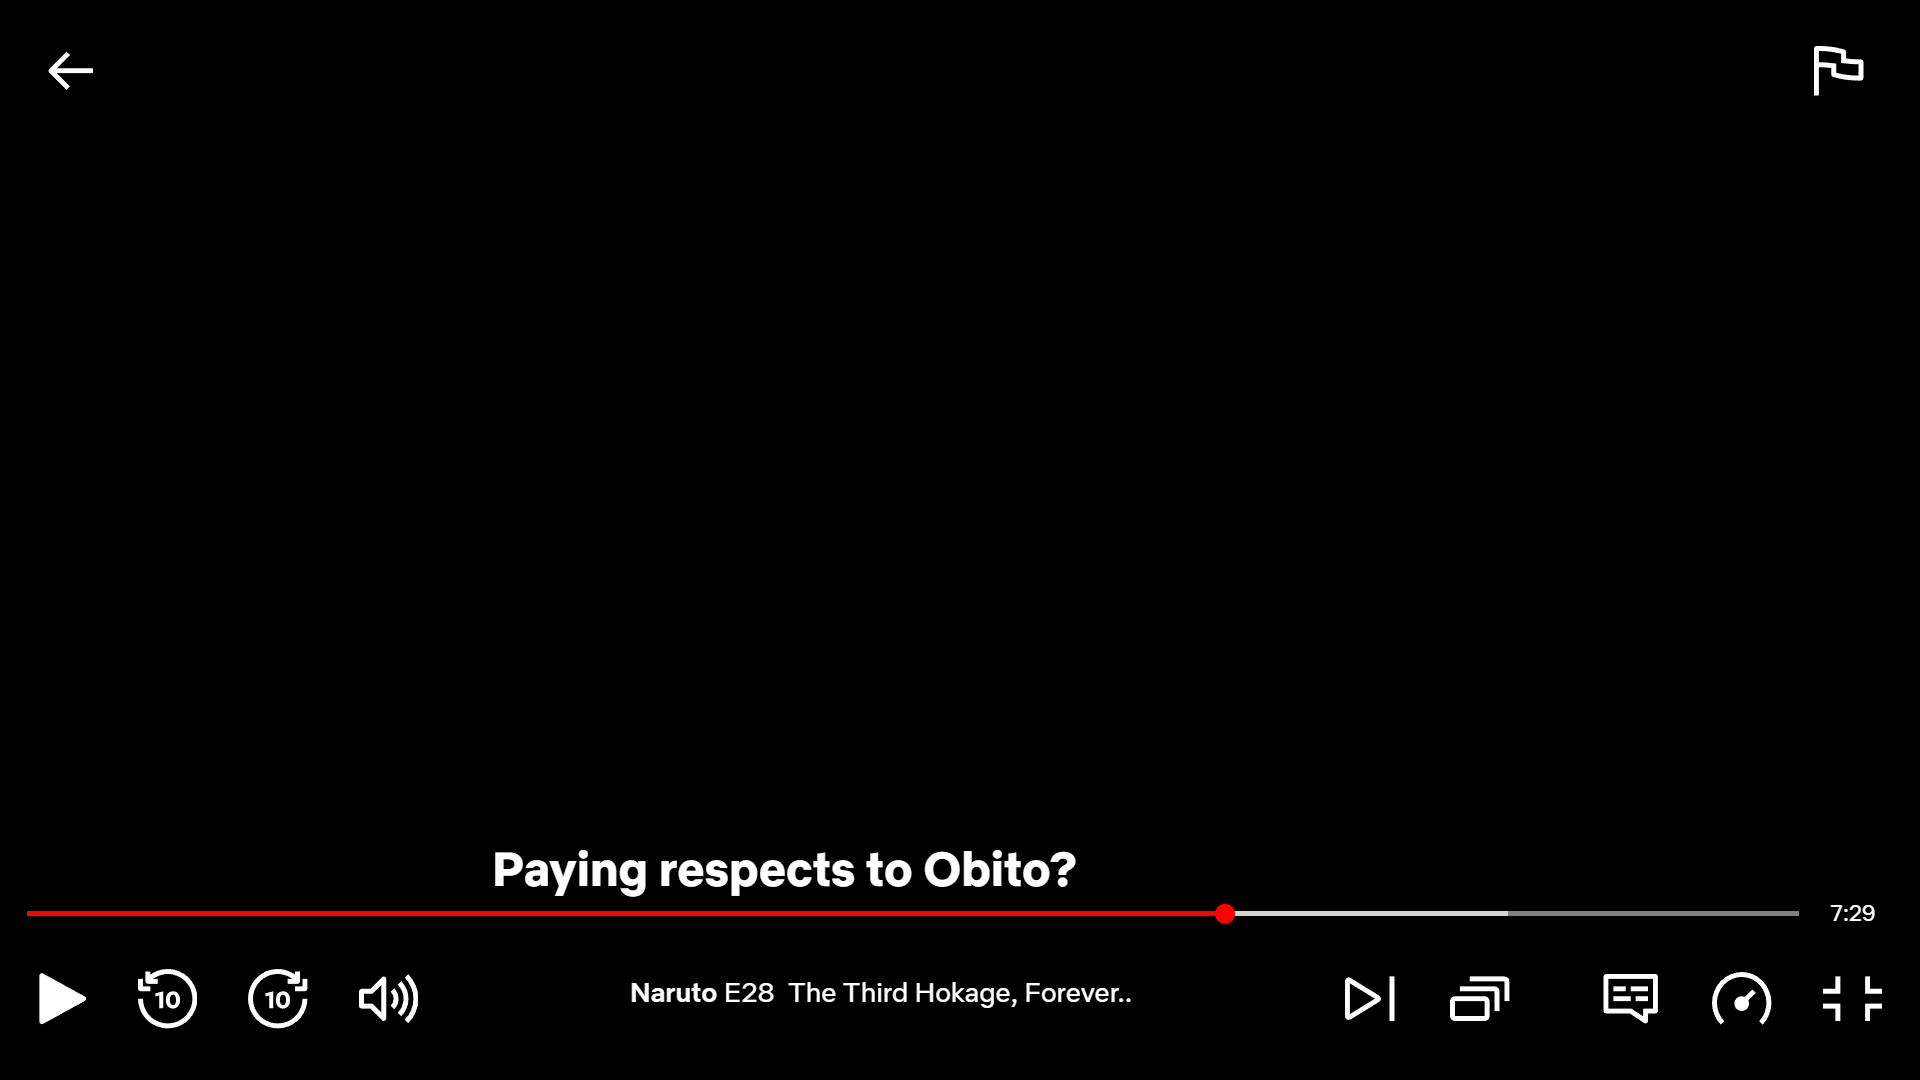 Paying respects to Obito?
7:29
10
10
Naruto E28 The Third Hokage, Forever..